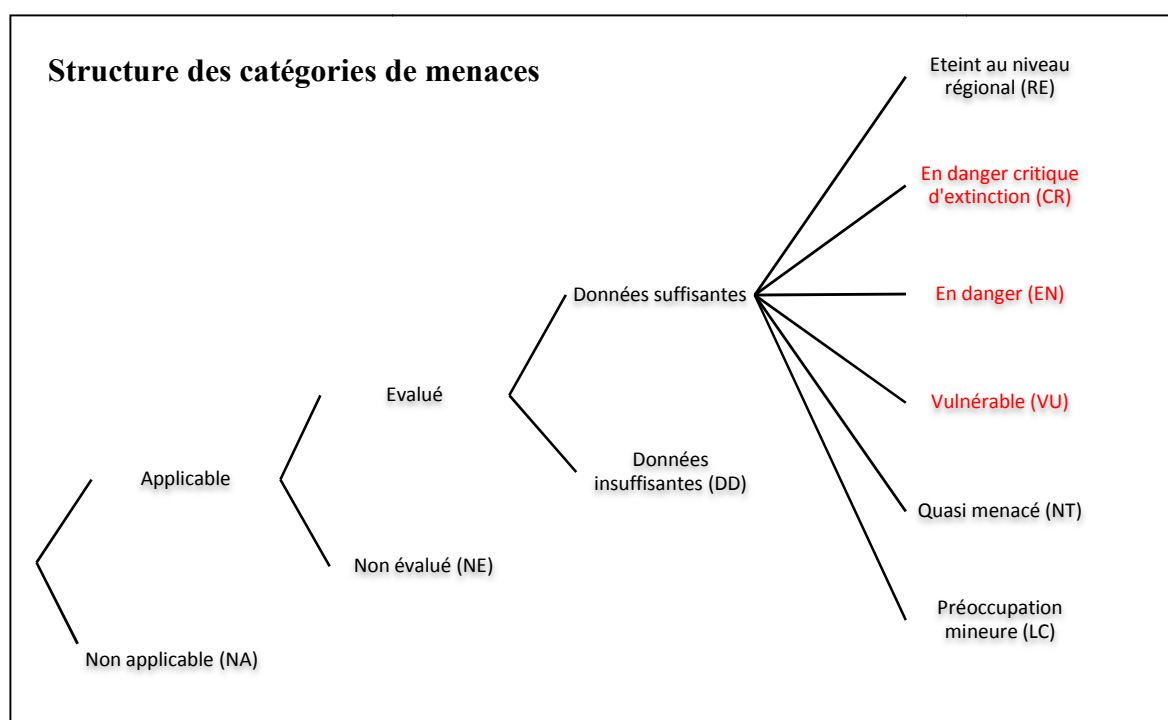 Structure des catégories de menaces
Eteint au niveau
régional (RE)
En danger critique
d'extinction (CR)
Données suffisantes
En danger (EN)
Evalué
Vulnérable (VU)
Données
insuffisantes (DD)
Applicable
Quasi menacé (NT)
Non évalué (NE)
Préoccupation
mineure (LC)
Non applicable (NA)